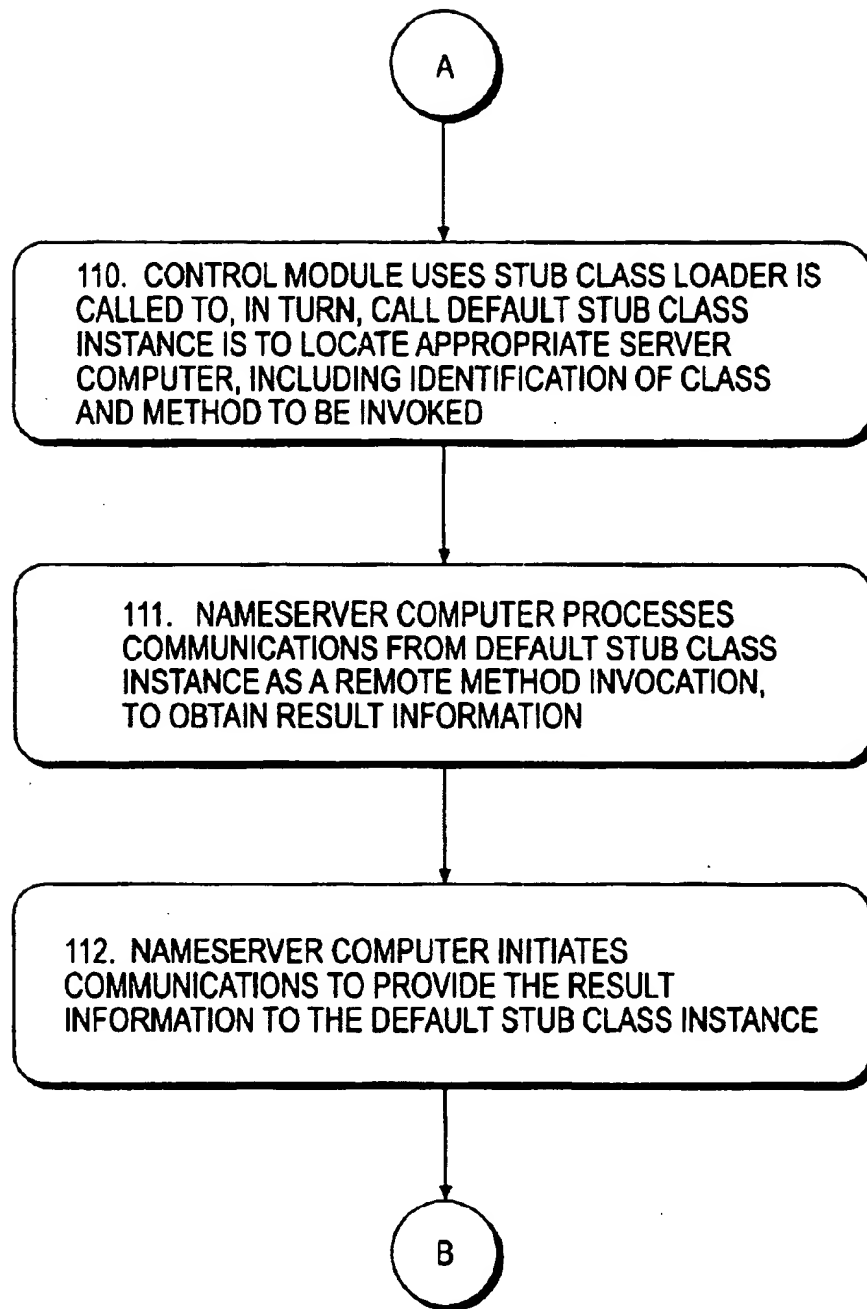 A
110. CONTROL MODULE USES STUB CLASS LOADER IS
CALLED TO, IN TURN, CALL DEFAULT STUB CLASS
INSTANCE IS TO LOCATE APPROPRIATE SERVER
COMPUTER, INCLUDING IDENTIFICATION OF CLASS
AND METHOD TO BE INVOKED
111. NAMESERVER COMPUTER PROCESSES
COMMUNICATIONS FROM DEFAULT STUB CLASS
INSTANCE AS A REMOTE METHOD INVOCATION,
TO OBTAIN RESULT INFORMATION
112. NAMESERVER COMPUTER INITIATES
COMMUNICATIONS TO PROVIDE THE RESULT
INFORMATION TO THE DEFAULT STUB CLASS INSTANCE
B